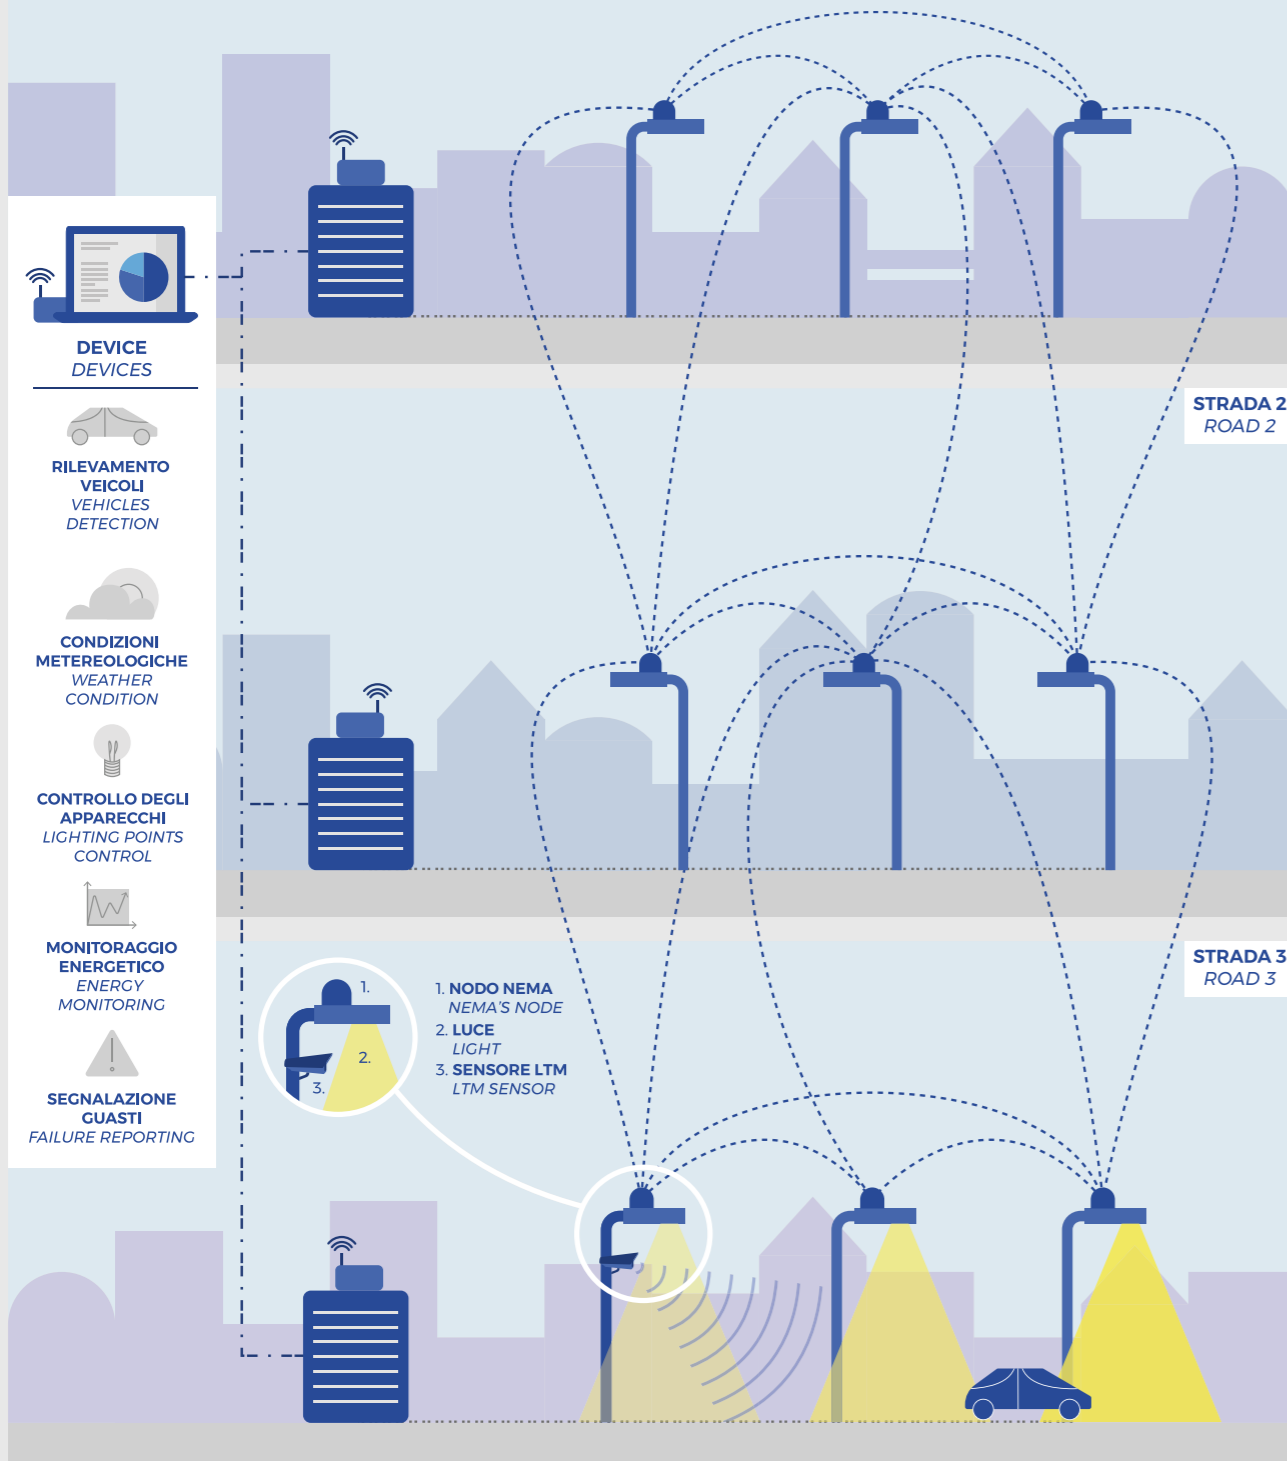 DEVICE
DEVICES
RILEVAMENTO
VEICOLI
VEHICLES
DETECTION
CONDIZIONI
METEREOLOGICHE
WEATHER
CONDITION
CONTROLLO DEGLI
APPARECCHI
LIGHTING POINTS
CONTROL
MONITORAGGIO
ENERGETICO
ENERGY
MONITORING
SEGNALAZIONE
GUASTI
FAILURE REPORTING
STRADA 2
ROAD 2
STRADA 3
ROAD 3
1.
2.
3.
1. NODO NEMA
NEMA'S NODE
2. LUCE
LIGHT
3. SENSORE LTM
LTM SENSOR